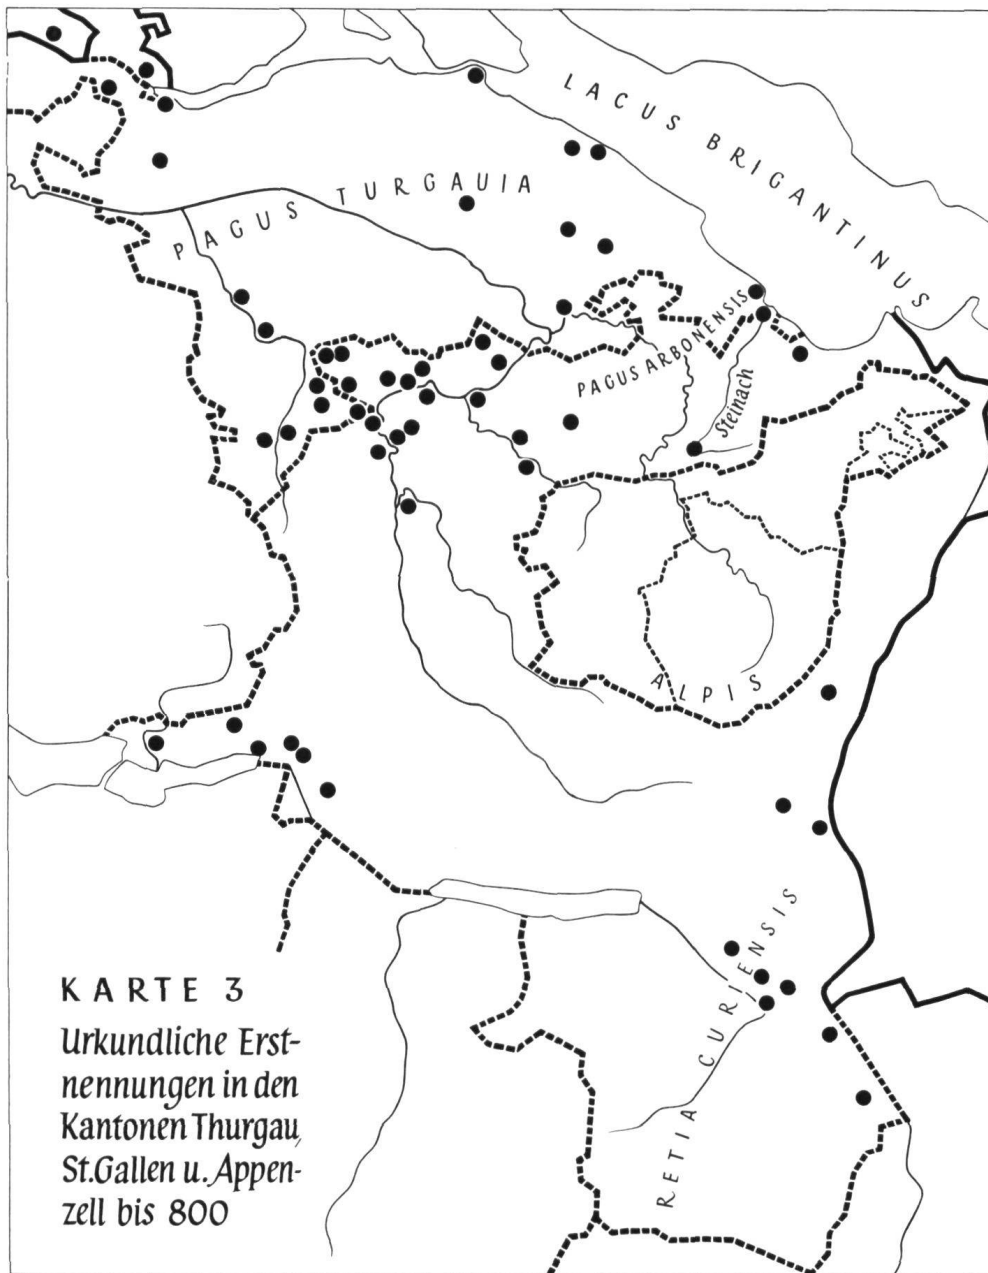 LACUS BRIGANTINUS
PAGUS TURGAUIA
PAGUS ARBONENSIS
Steinach
ALPIS
RETIA CURIENSIS
KARTE 3
Urkundliche Erst-
nennungen in den
Kantonen Thurgau,
St.Gallen u. Appen-
zell bis 800